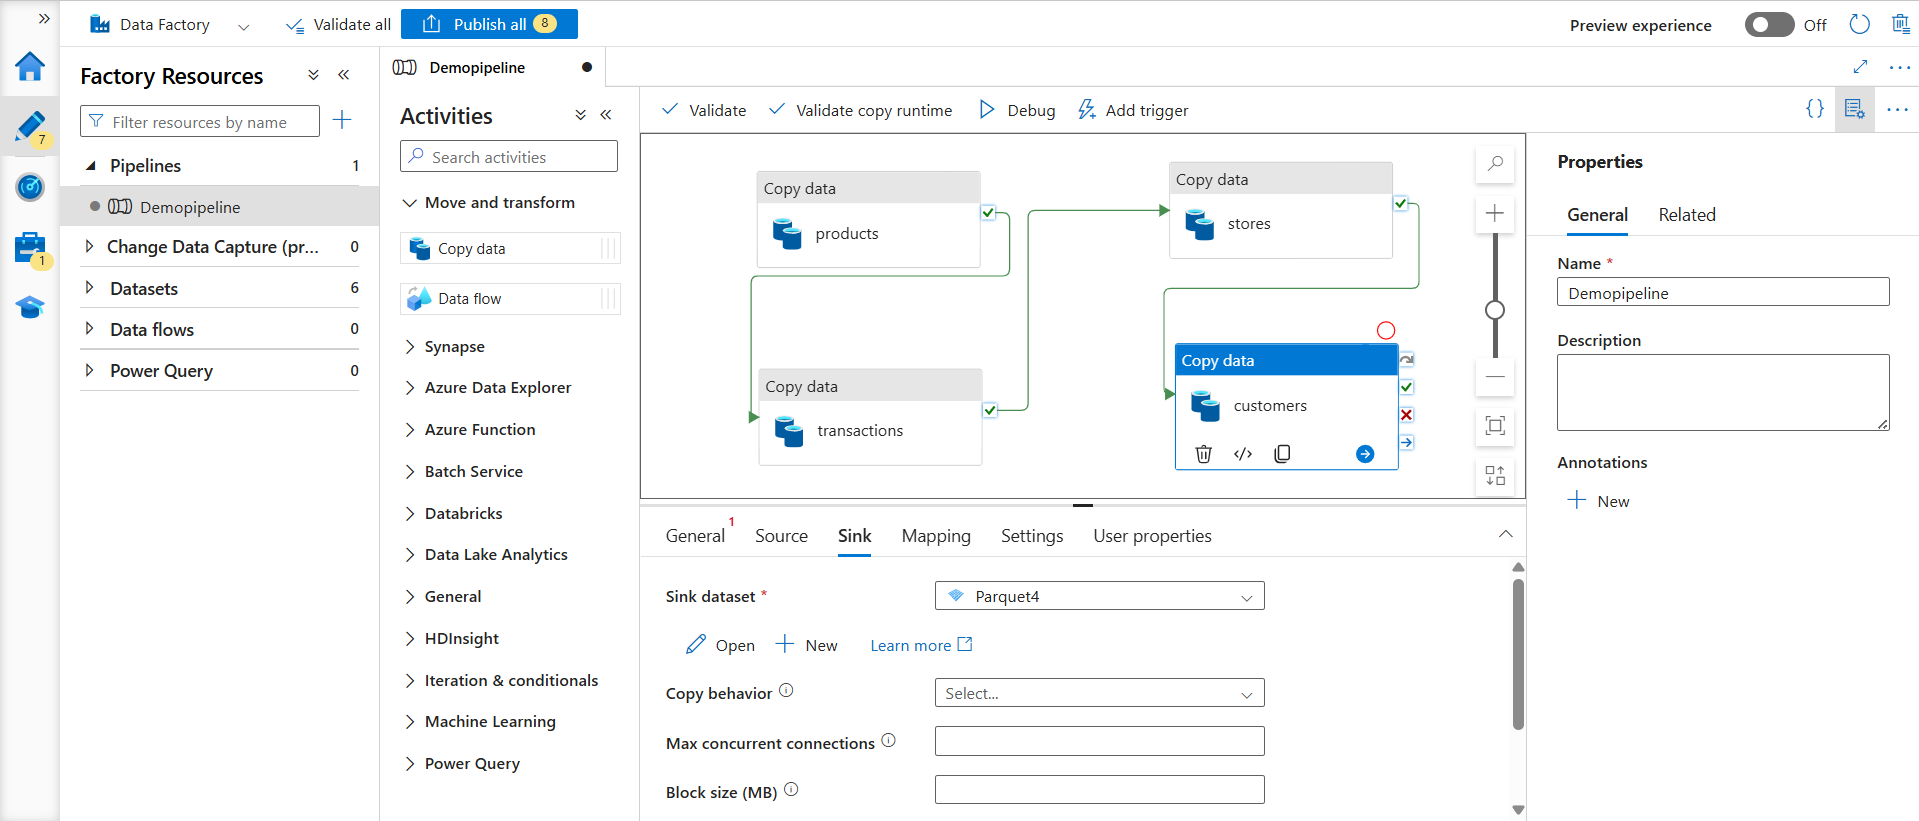 Data Factory
Validate all
Publish all 8
Preview experience
Off
7
1
Factory Resources
Filter resources by name
Pipelines 1
Demopipeline
Change Data Capture (pr... 0
Datasets 6
Data flows 0
Power Query 0
Demopipeline
Activities
Search activities
Move and transform
Copy data
Data flow
Synapse
Azure Data Explorer
Azure Function
Batch Service
Databricks
Data Lake Analytics
General
HDInsight
Iteration & conditionals
Machine Learning
Power Query
Validate
Validate copy runtime
Debug
Add trigger
Copy data
products
Copy data
stores
Copy data
transactions
Copy data
customers
General 1
Source
Sink
Mapping
Settings
User properties
Sink dataset *
Parquet4
Open
New
Learn more
Copy behavior
Select...
Max concurrent connections
Block size (MB)
Properties
General
Related
Name *
Demopipeline
Description
Annotations
New